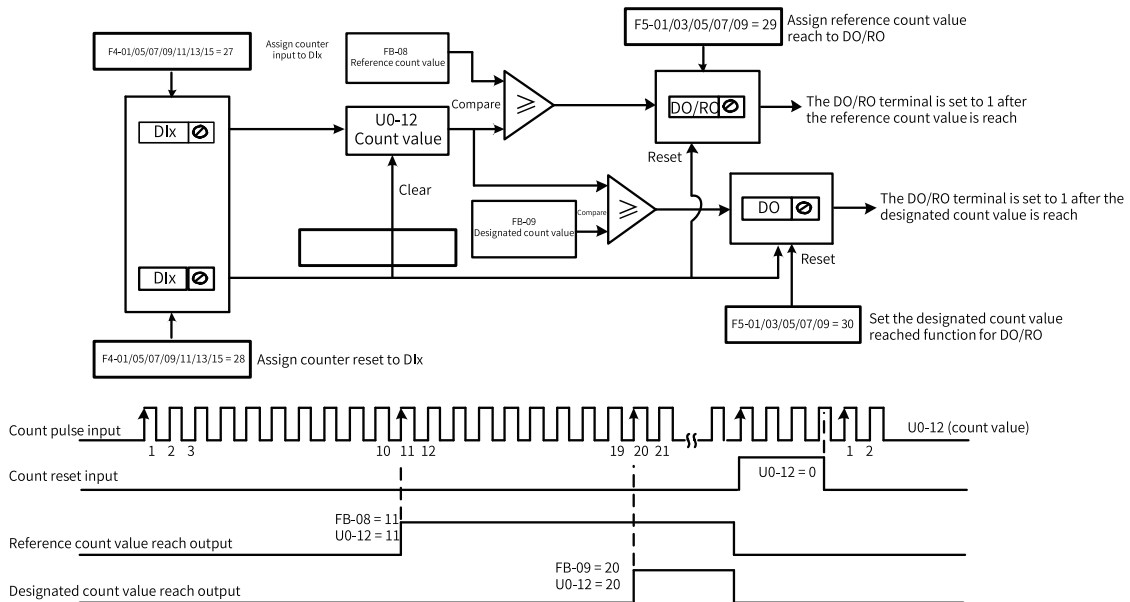 F4-01/05/07/09/11/13/15 = 27
Assign counter
input to DIx
FB-08
Reference count value
F5-01/03/05/07/09 = 29
Assign reference count value
reach to DO/RO
DIx
U0-12
Count value
Compare
≥
DO/RO
The DO/RO terminal is set to 1 after
the reference count value is reach
Reset
Clear
FB-09
Designated count value
Compare
≥
DO
The DO/RO terminal is set to 1 after the
designated count value is reach
Reset
DIx
F5-01/03/05/07/09 = 30
Set the designated count value
reached function for DO/RO
F4-01/05/07/09/11/13/15 = 28
Assign counter reset to DIx
Count pulse input
U0-12 (count value)
1 2 3 10 11 12 19 20 21 1 2
Count reset input
U0-12 = 0
FB-08 = 11
U0-12 = 11
Reference count value reach output
FB-09 = 20
U0-12 = 20
Designated count value reach output